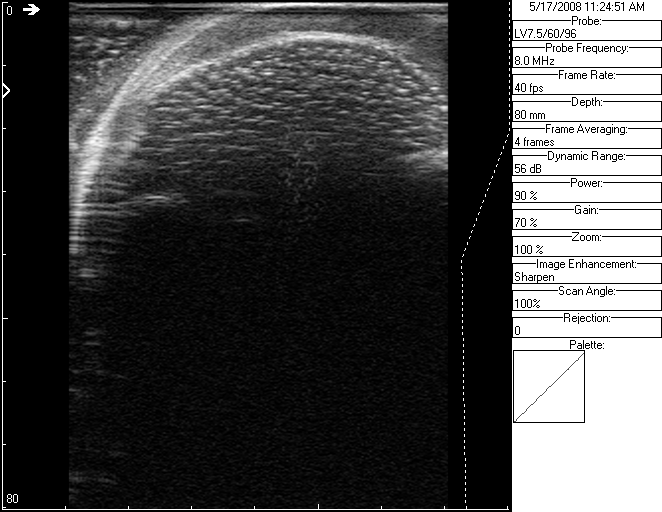 0
80
5/17/2008 11:24:51 AM
Probe:
LV7.5/60/96
Probe Frequency:
8.0 MHz
Frame Rate:
40 fps
Depth:
80 mm
Frame Averaging:
4 frames
Dynamic Range:
56 dB
Power:
90 %
Gain:
70 %
Zoom:
100 %
Image Enhancement:
Sharpen
Scan Angle:
100%
Rejection:
0
Palette: